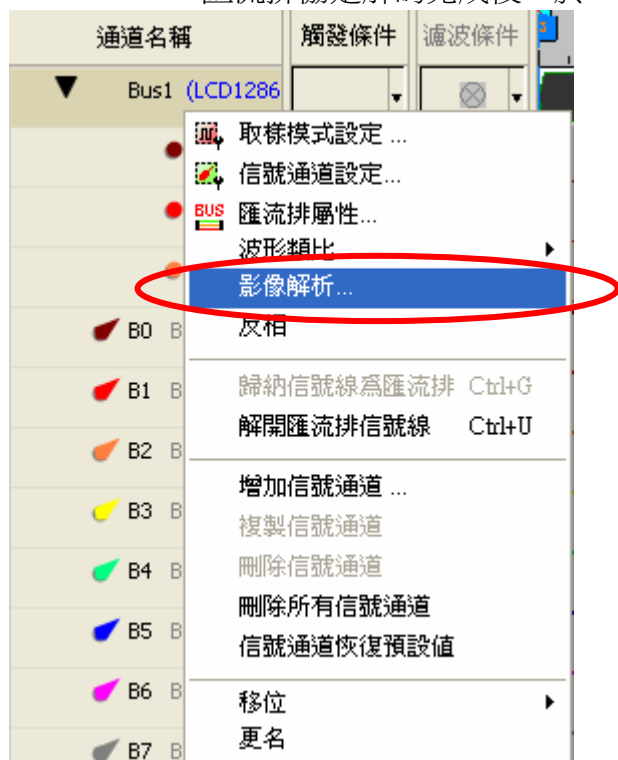 通道名稱 觸發條件 濾波條件
Bus1 (LCD1286
取樣模式設定 ...
信號通道設定...
BUS 匯流排屬性...
波形類比
影像解析...
反相
B0 B
歸納信號線為匯流排 Ctrl+G
B1 B
解開匯流排信號線 Ctrl+U
B2 B
增加信號通道 ...
B3 B
複製信號通道
刪除信號通道
B4 B
刪除所有信號通道
B5 B
信號通道恢復預設值
B6 B
移位
更名
B7 B